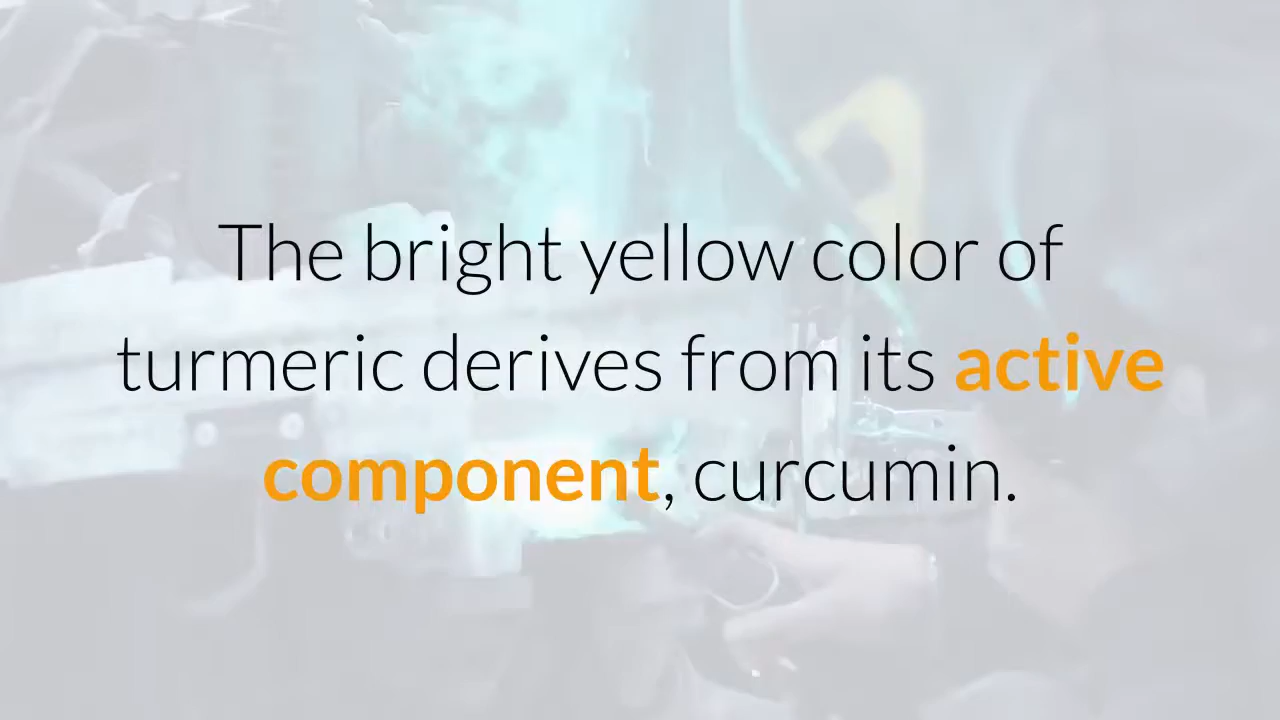 The bright yellow color of
turmeric derives from its active
component, curcumin.